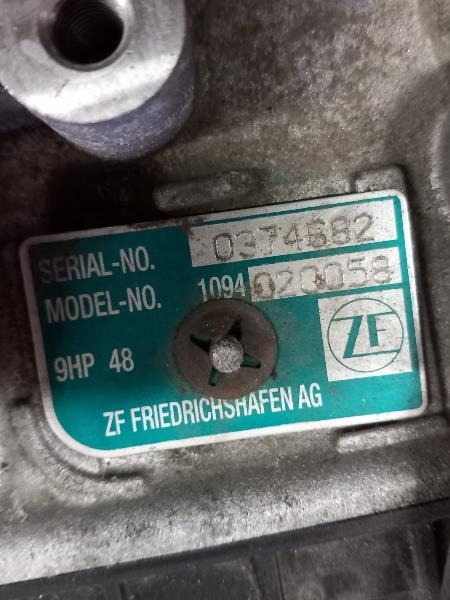 SERIAL-NO. 0374682
MODEL-NO. 1094 020058
9HP 48
ZF
ZF FRIEDRICHSHAFEN AG